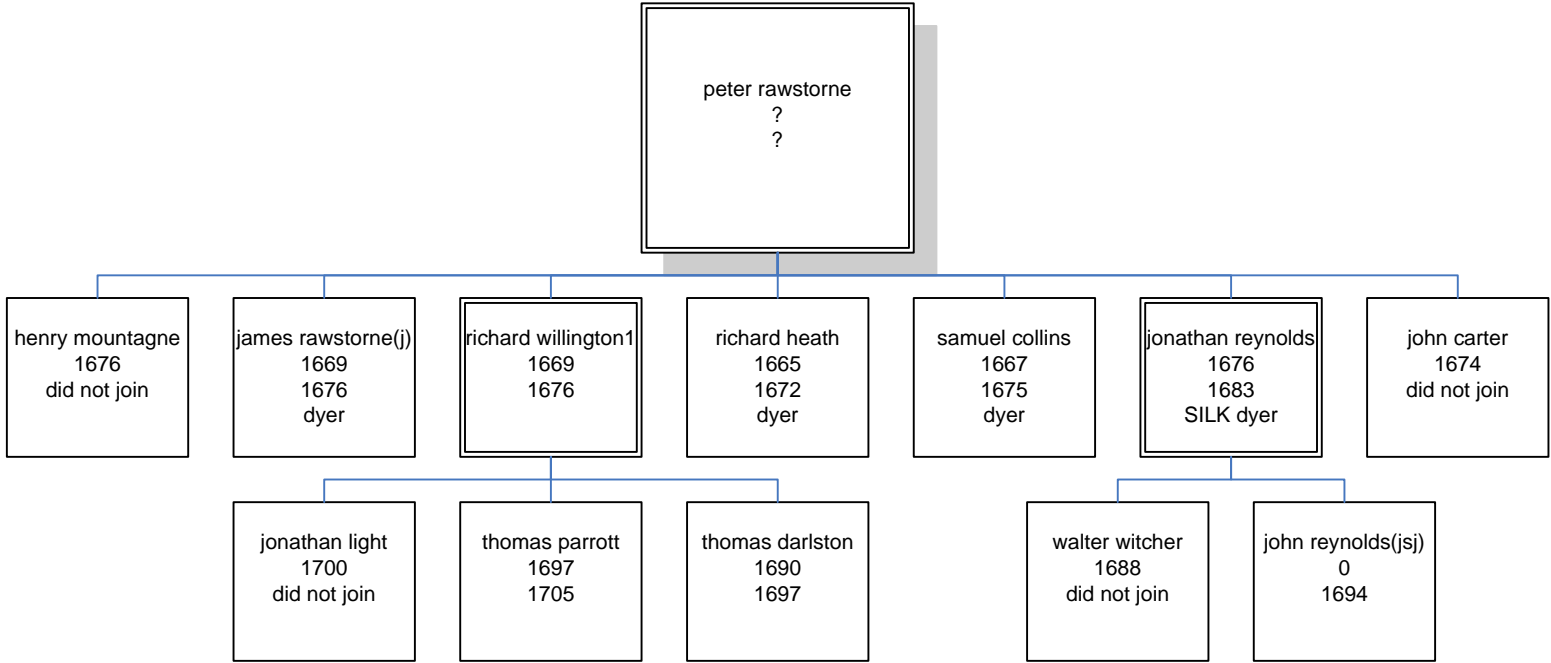 peter rawstorne
?
?
henry mountagne
1676
did not join
james rawstorne(j)
1669
1676
dyer
richard willington1
1669
1676
richard heath
1665
1672
dyer
samuel collins
1667
1675
dyer
jonathan reynolds
1676
1683
SILK dyer
john carter
1674
did not join
jonathan light
1700
did not join
thomas parrott
1697
1705
thomas darlston
1690
1697
walter witcher
1688
did not join
john reynolds(jsj)
0
1694